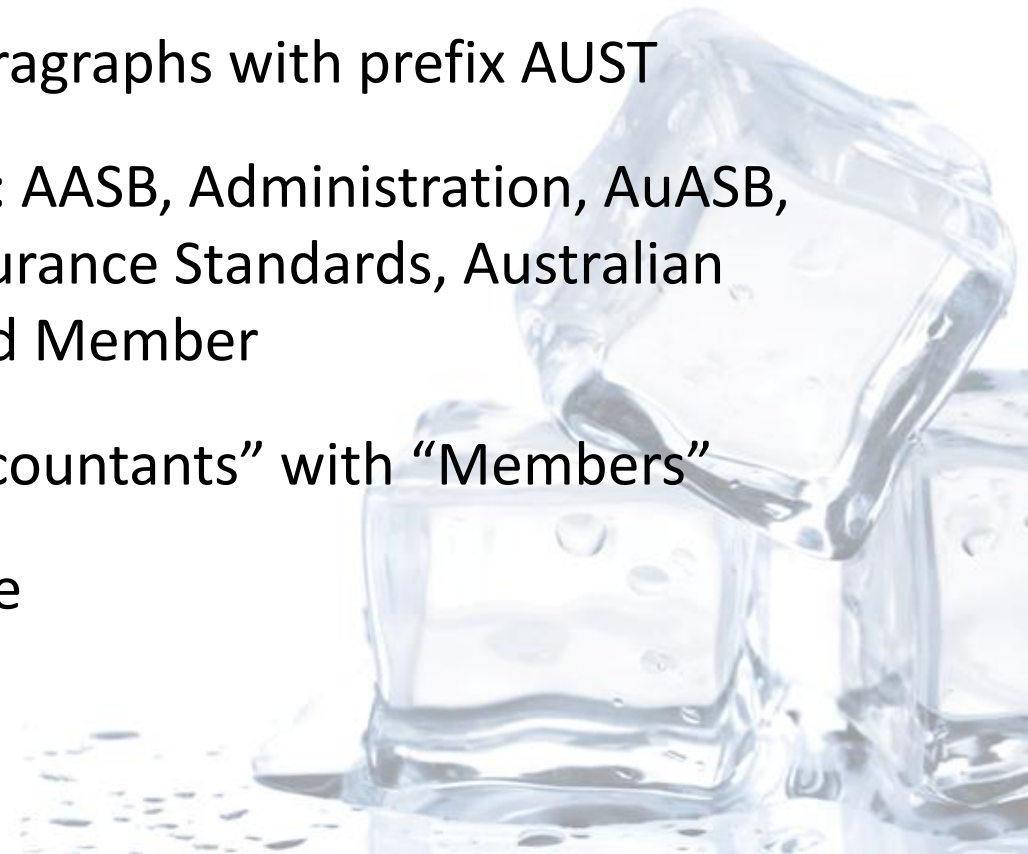 ragraphs with prefix AUST
: AASB, Administration, AuASB,
urance Standards, Australian
d Member
countants” with “Members”
e